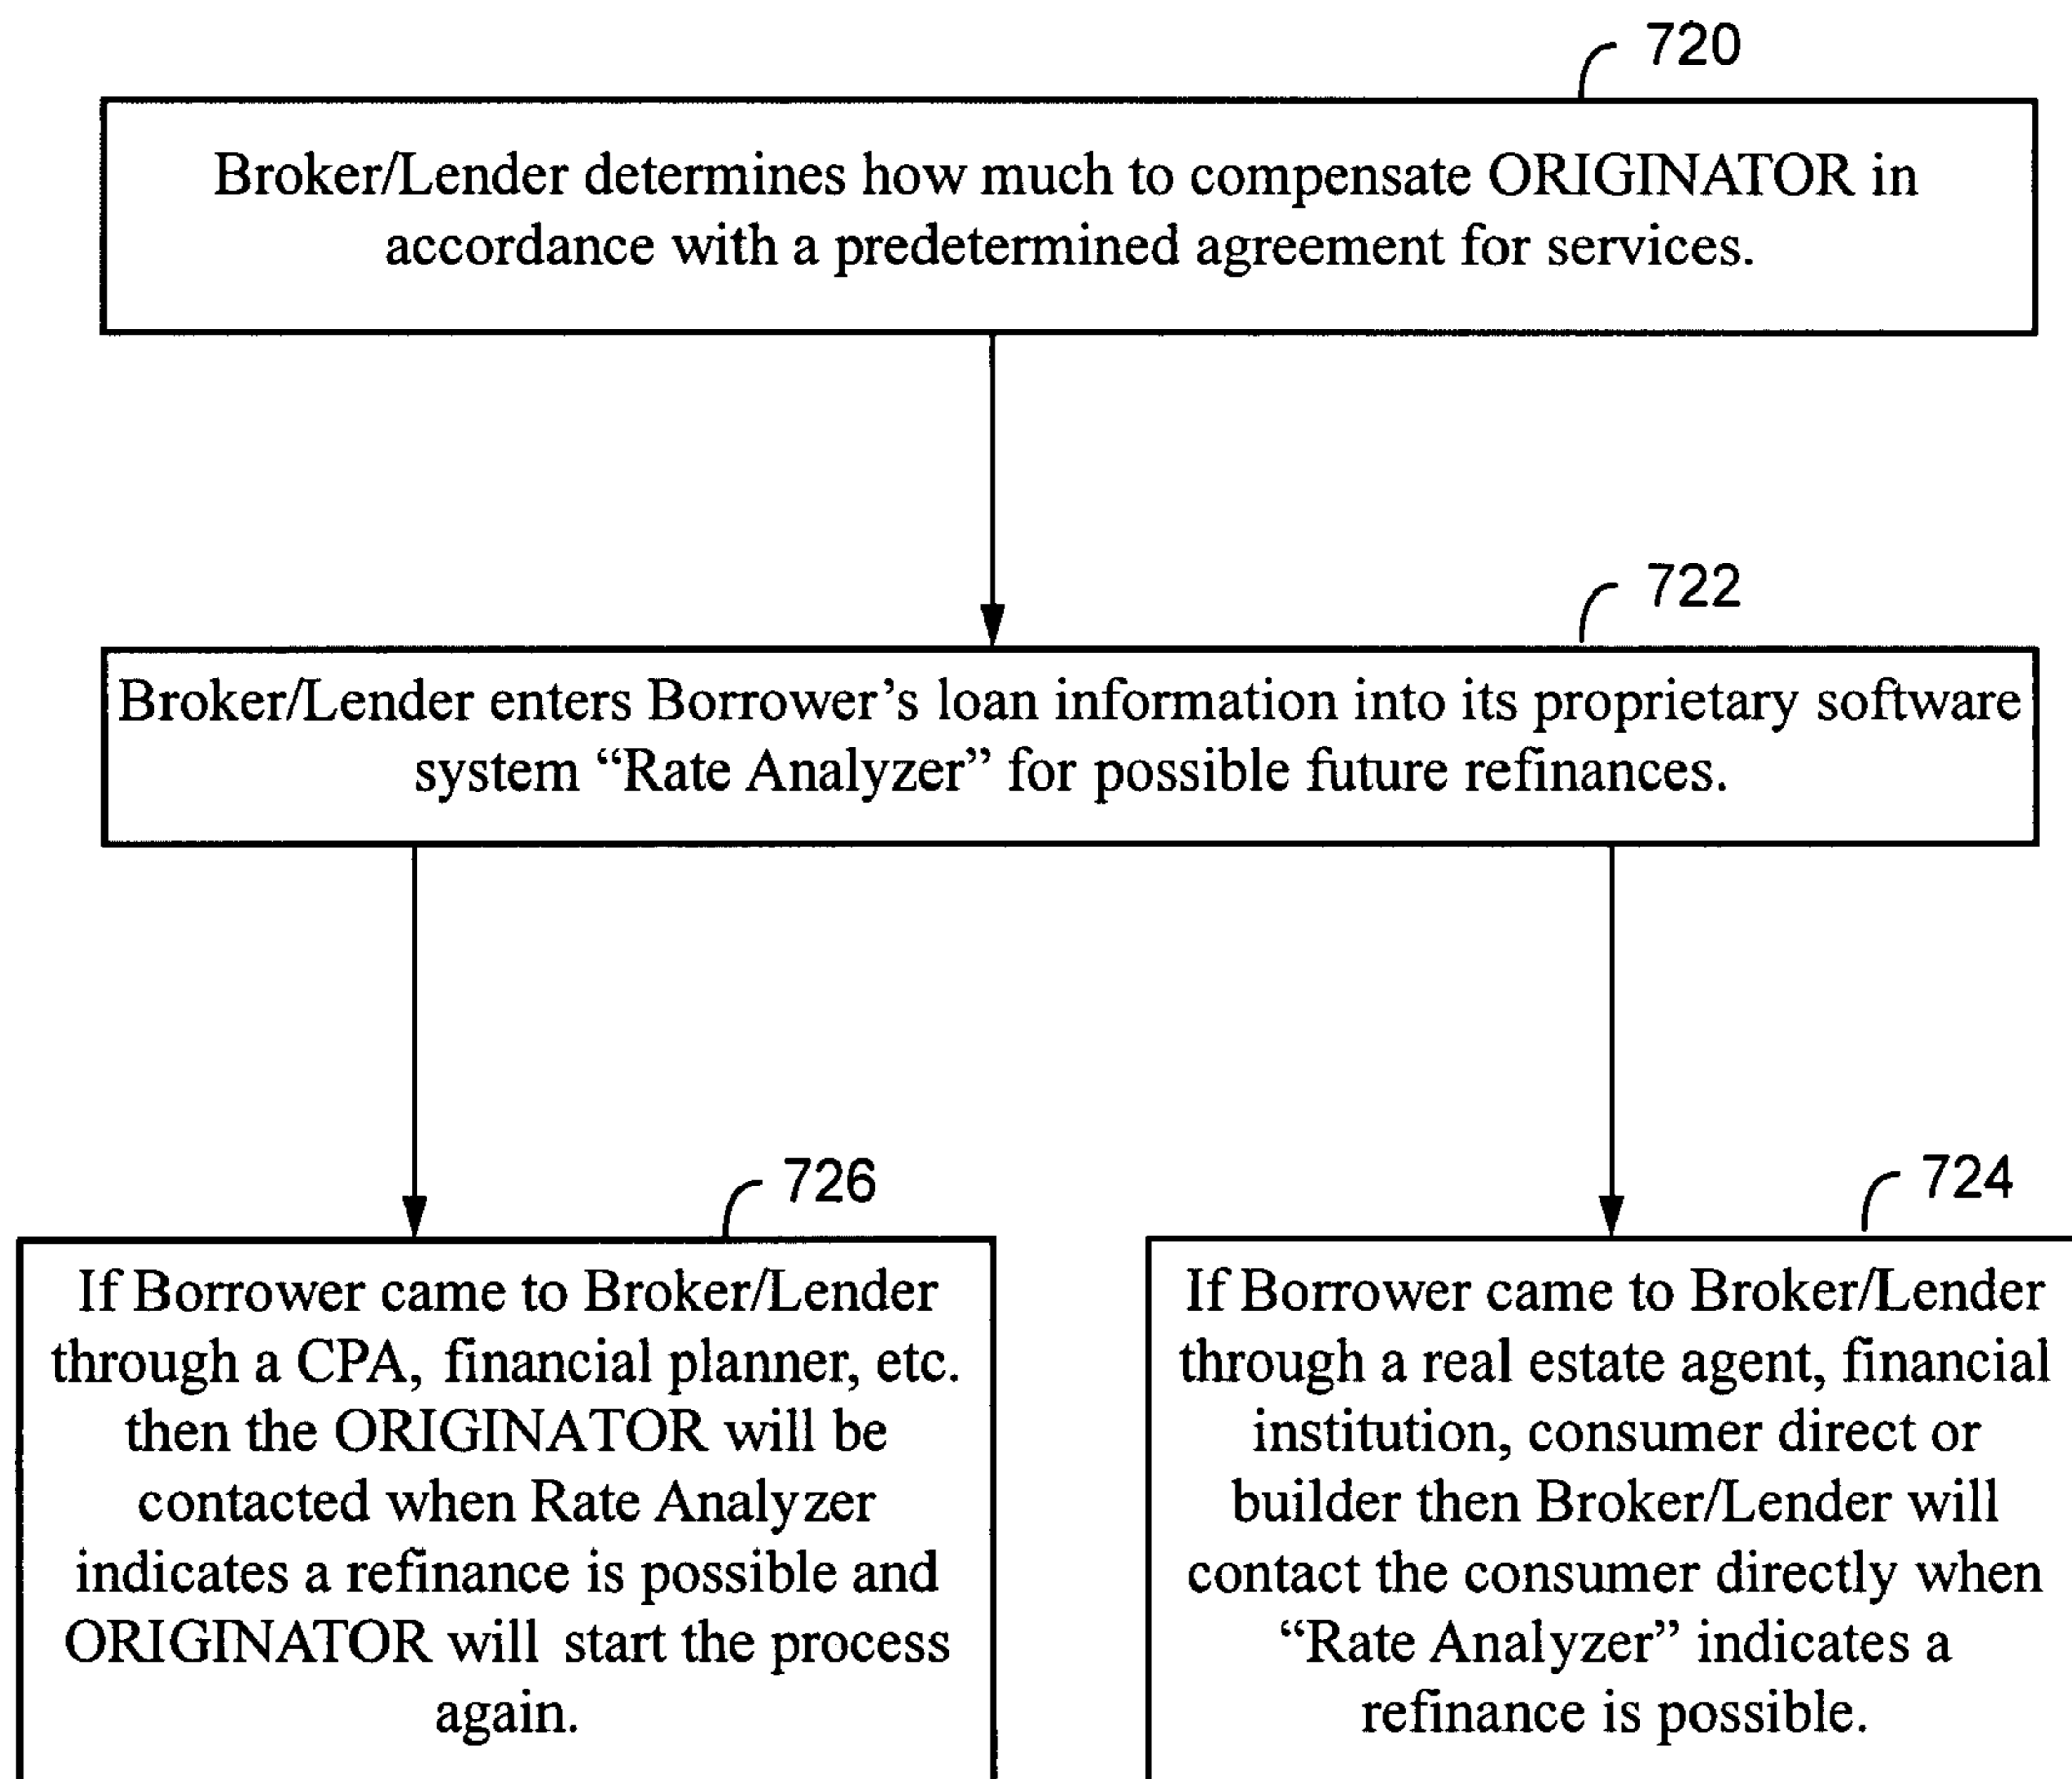 720
Broker/Lender determines how much to compensate ORIGINATOR in
accordance with a predetermined agreement for services.
722
Broker/Lender enters Borrower’s loan information into its proprietary software
system “Rate Analyzer” for possible future refinances.
726
If Borrower came to Broker/Lender
through a CPA, financial planner, etc.
then the ORIGINATOR will be
contacted when Rate Analyzer
indicates a refinance is possible and
ORIGINATOR will start the process
again.
724
If Borrower came to Broker/Lender
through a real estate agent, financial
institution, consumer direct or
builder then Broker/Lender will
contact the consumer directly when
“Rate Analyzer” indicates a
refinance is possible.